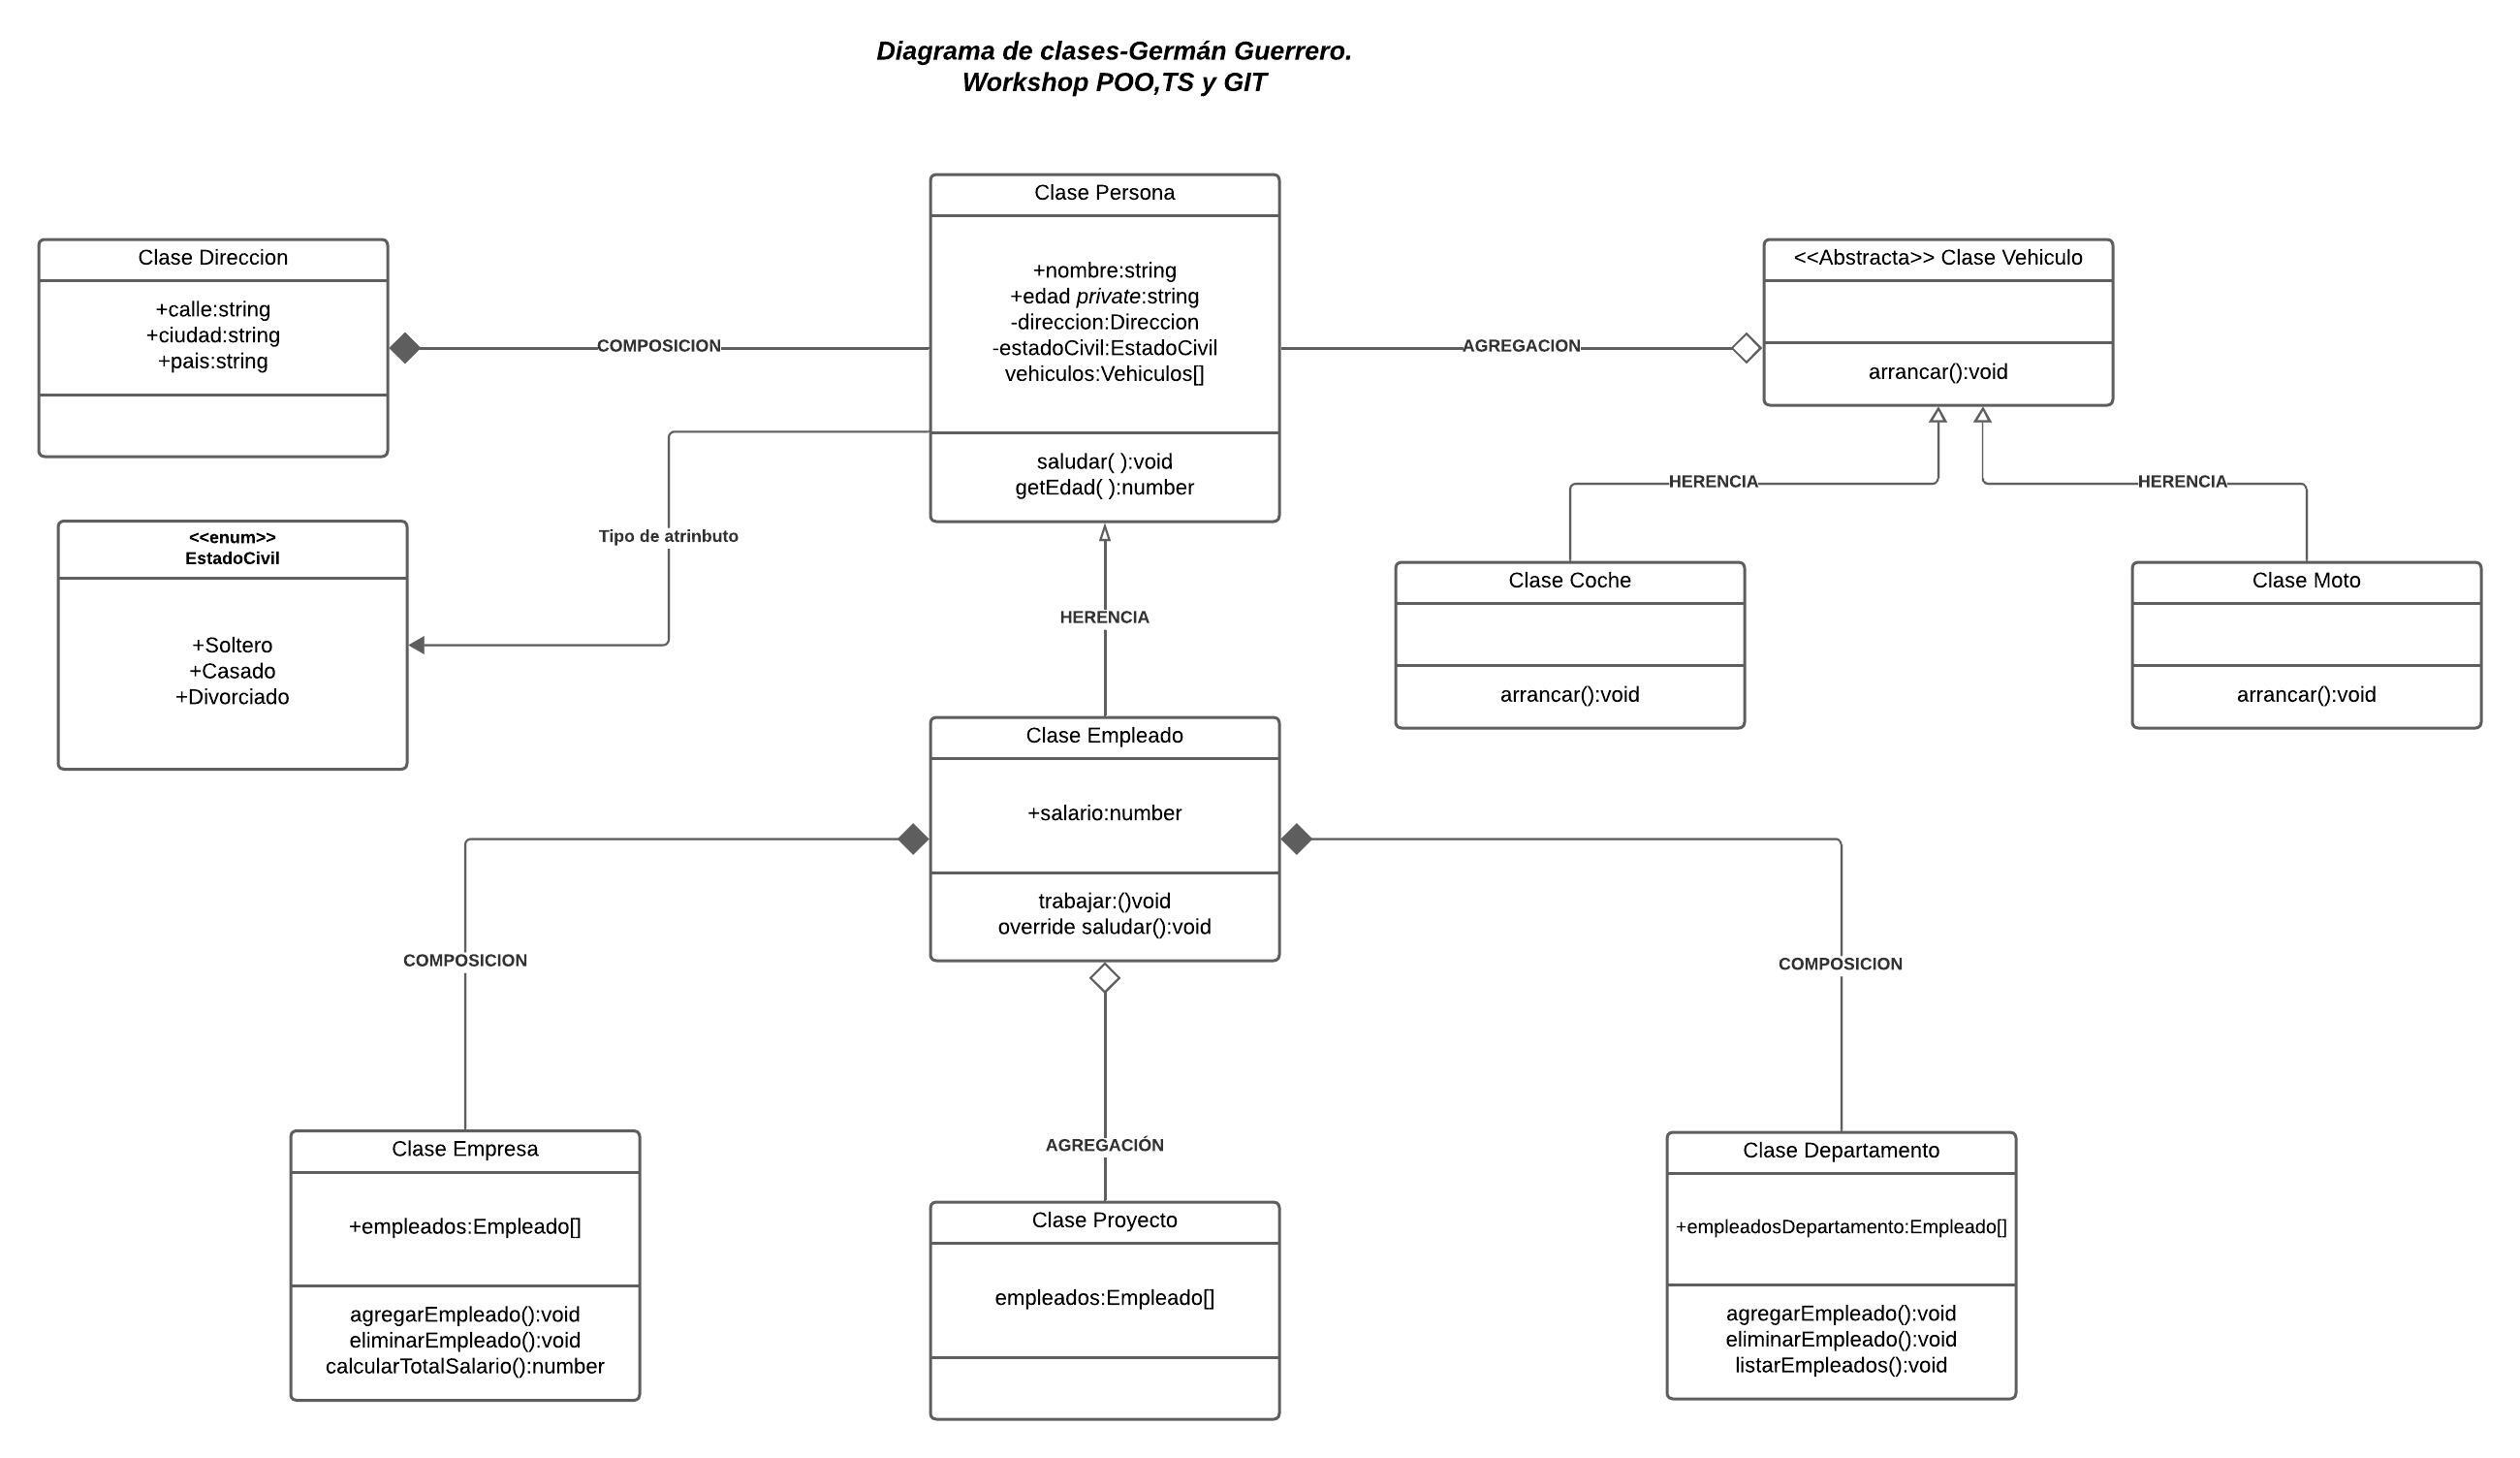 Diagrama de clases-Germán Guerrero.
Workshop POO,TS y GIT
Clase Persona
+nombre:string
+edad private:string
-direccion:Direccion
-estadoCivil:EstadoCivil
vehiculos:Vehiculos[]
saludar( ):void
getEdad( ):number
Clase Direccion
+calle:string
+ciudad:string
+pais:string
COMPOSICION
AGREGACION
<<Abstracta>> Clase Vehiculo
arrancar():void
<<enum>>
EstadoCivil
+Soltero
+Casado
+Divorciado
Tipo de atrinbuto
HERENCIA
HERENCIA
HERENCIA
Clase Coche
arrancar():void
Clase Moto
arrancar():void
Clase Empleado
+salario:number
trabajar:()void
override saludar():void
COMPOSICION
AGREGACIÓN
COMPOSICION
Clase Empresa
+empleados:Empleado[]
agregarEmpleado():void
eliminarEmpleado():void
calcularTotalSalario():number
Clase Proyecto
empleados:Empleado[]
Clase Departamento
+empleadosDepartamento:Empleado[]
agregarEmpleado():void
eliminarEmpleado():void
listarEmpleados():void